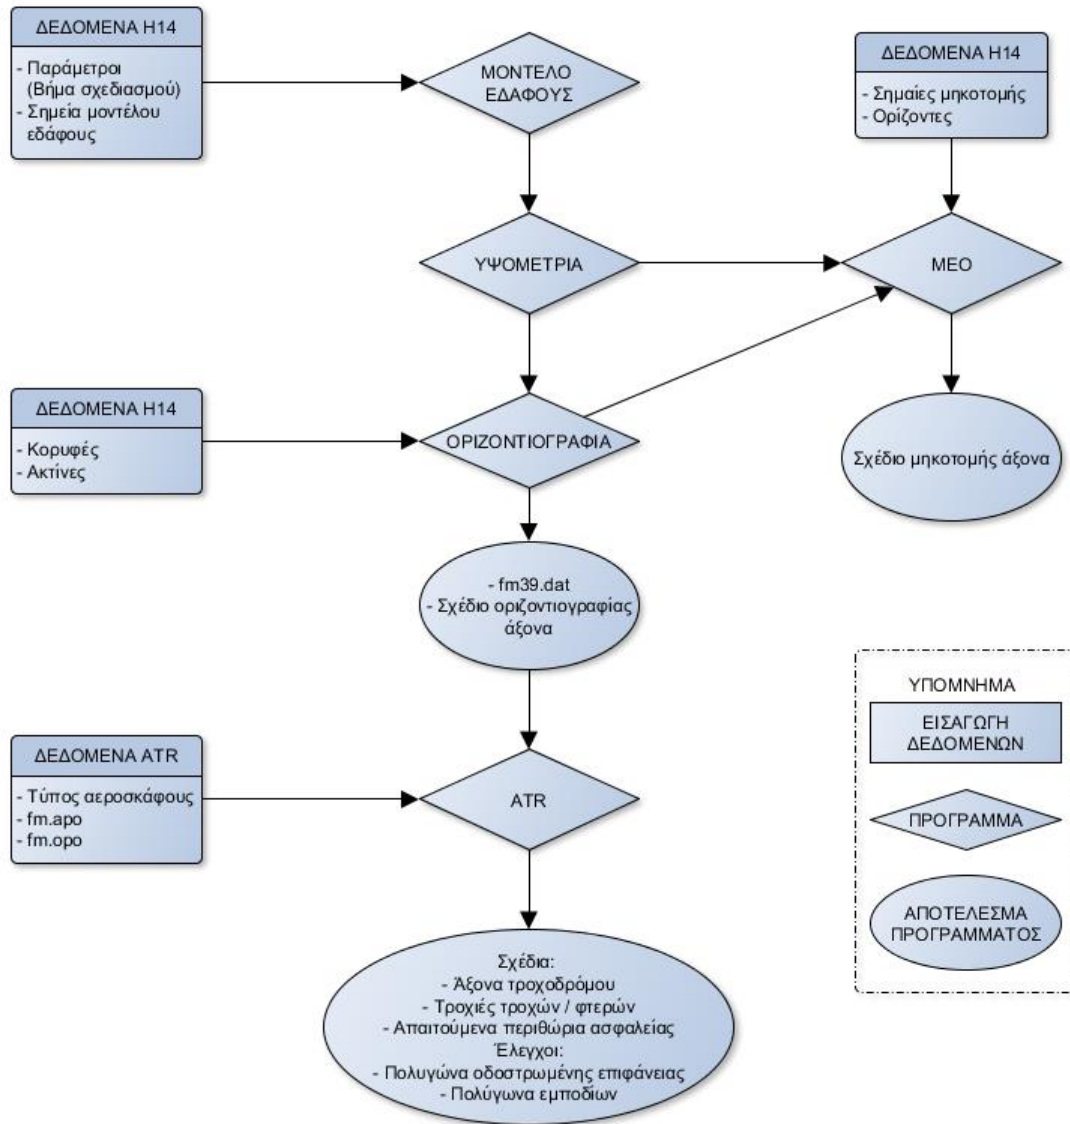 ΔΕΔΟΜΕΝΑ Η14
- Παράμετροι
(Βήμα σχεδιασμού)
- Σημεία μοντέλου
εδάφους
ΜΟΝΤΕΛΟ
ΕΔΑΦΟΥΣ
ΔΕΔΟΜΕΝΑ Η14
- Σημαίες μηκοτομής
- Ορίζοντες
ΥΨΟΜΕΤΡΙΑ
ΜΕΟ
ΔΕΔΟΜΕΝΑ Η14
- Κορυφές
- Ακτίνες
ΟΡΙΖΟΝΤΙΟΓΡΑΦΙΑ
Σχέδιο μηκοτομής άξονα
- fm39.dat
- Σχέδιο οριζοντιογραφίας
άξονα
ΔΕΔΟΜΕΝΑ ATR
- Τύπος αεροσκάφους
- fm.apo
- fm.opo
ATR
Σχέδια:
- Άξονα τροχοδρόμου
- Τροχιές τροχών / φτερών
- Απαιτούμενα περιθώρια ασφαλείας
Έλεγχοι:
- Πολυγώνα οδοστρωμένης επιφάνειας
- Πολύγωνα εμποδίων
ΥΠΟΜΝΗΜΑ
ΕΙΣΑΓΩΓΗ
ΔΕΔΟΜΕΝΩΝ
ΠΡΟΓΡΑΜΜΑ
ΑΠΟΤΕΛΕΣΜΑ
ΠΡΟΓΡΑΜΜΑΤΟΣ